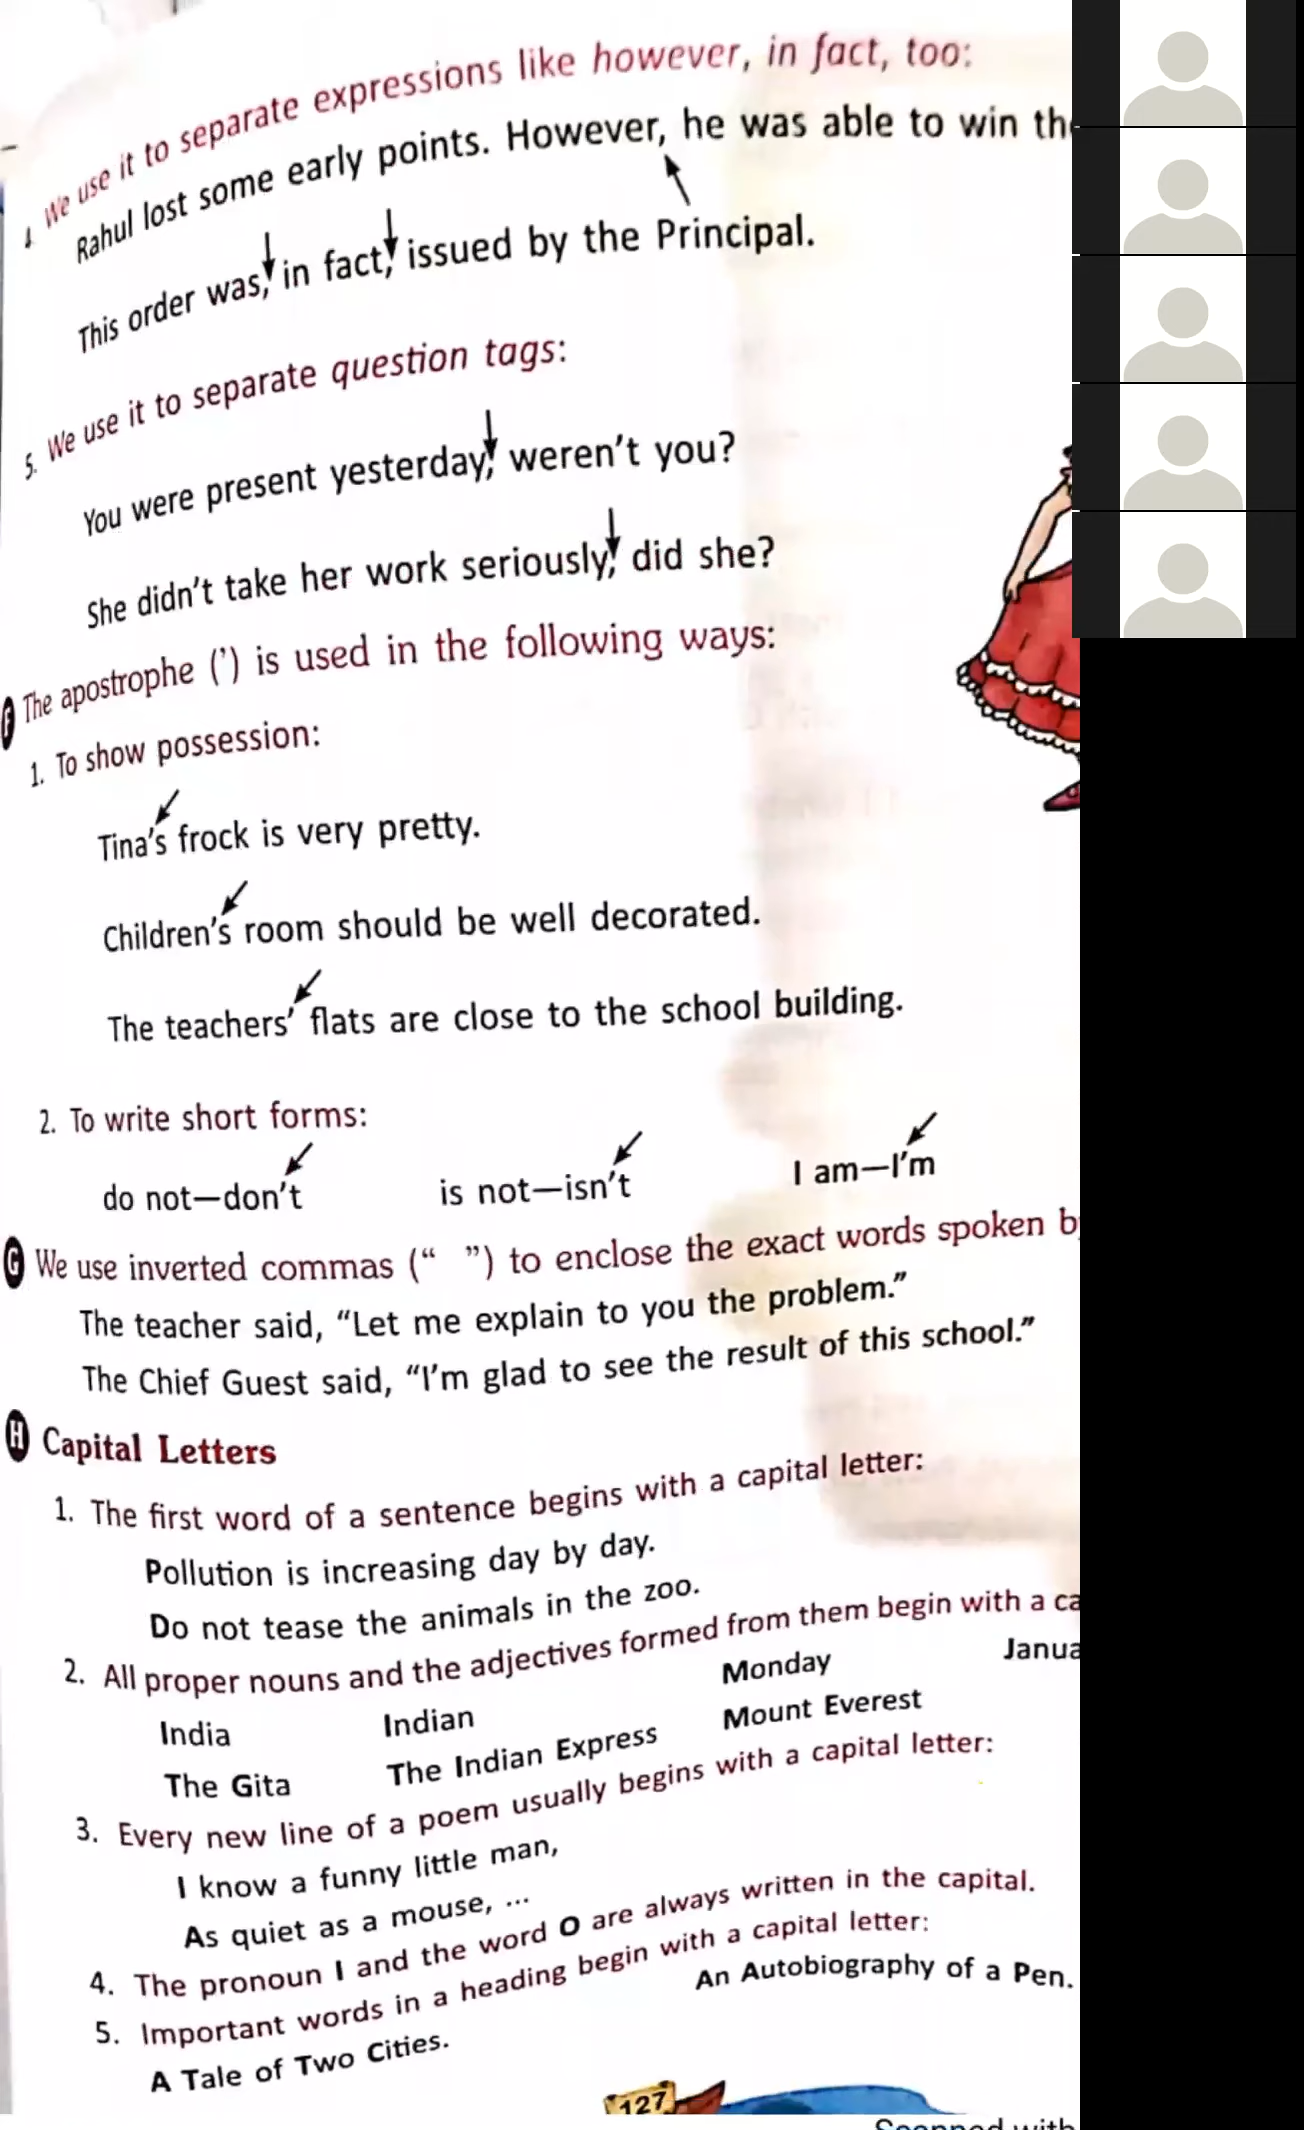 4. We use it to separate expressions like however, in fact, too:
Rahul lost some early points. However, he was able to win the
This order was, in fact, issued by the Principal.
5. We use it to separate question tags:
You were present yesterday, weren't you?
She didn't take her work seriously, did she?
F The apostrophe (’) is used in the following ways:
1. To show possession:
Tina's frock is very pretty.
Children's room should be well decorated.
The teachers' flats are close to the school building.
2. To write short forms:
do not—don't is not—isn't I am—I'm
G We use inverted commas (“ ”) to enclose the exact words spoken b
The teacher said, “Let me explain to you the problem.”
The Chief Guest said, “I'm glad to see the result of this school.”
H Capital Letters
1. The first word of a sentence begins with a capital letter:
Pollution is increasing day by day.
Do not tease the animals in the zoo.
2. All proper nouns and the adjectives formed from them begin with a ca
India Indian Monday Janua
The Gita The Indian Express Mount Everest
3. Every new line of a poem usually begins with a capital letter:
I know a funny little man,
As quiet as a mouse, ...
4. The pronoun I and the word O are always written in the capital.
5. Important words in a heading begin with a capital letter:
A Tale of Two Cities. An Autobiography of a Pen.
127